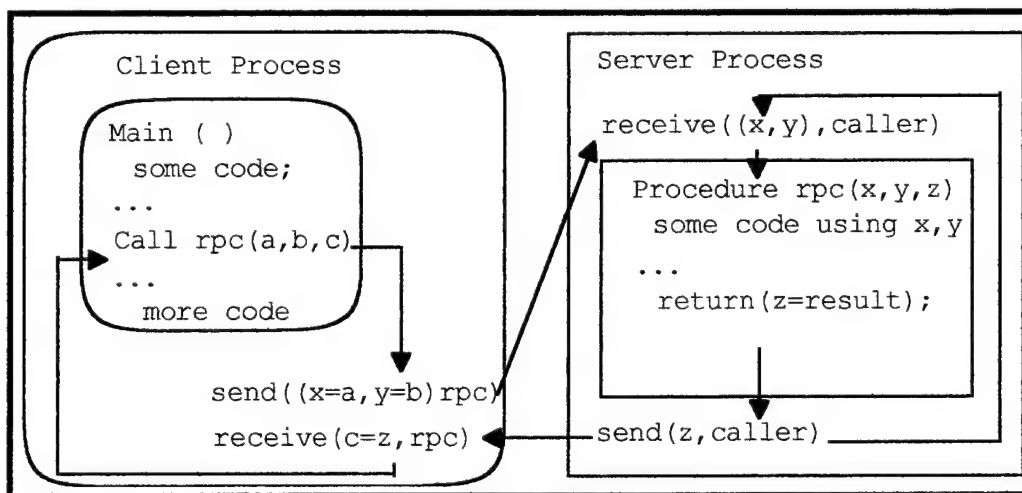 Client Process
Main ( )
some code;
...
Call rpc(a,b,c)
...
more code
send((x=a,y=b)rpc)
receive(c=z,rpc)
Server Process
receive((x,y),caller)
Procedure rpc(x,y,z)
some code using x,y
...
return(z=result);
send(z,caller)